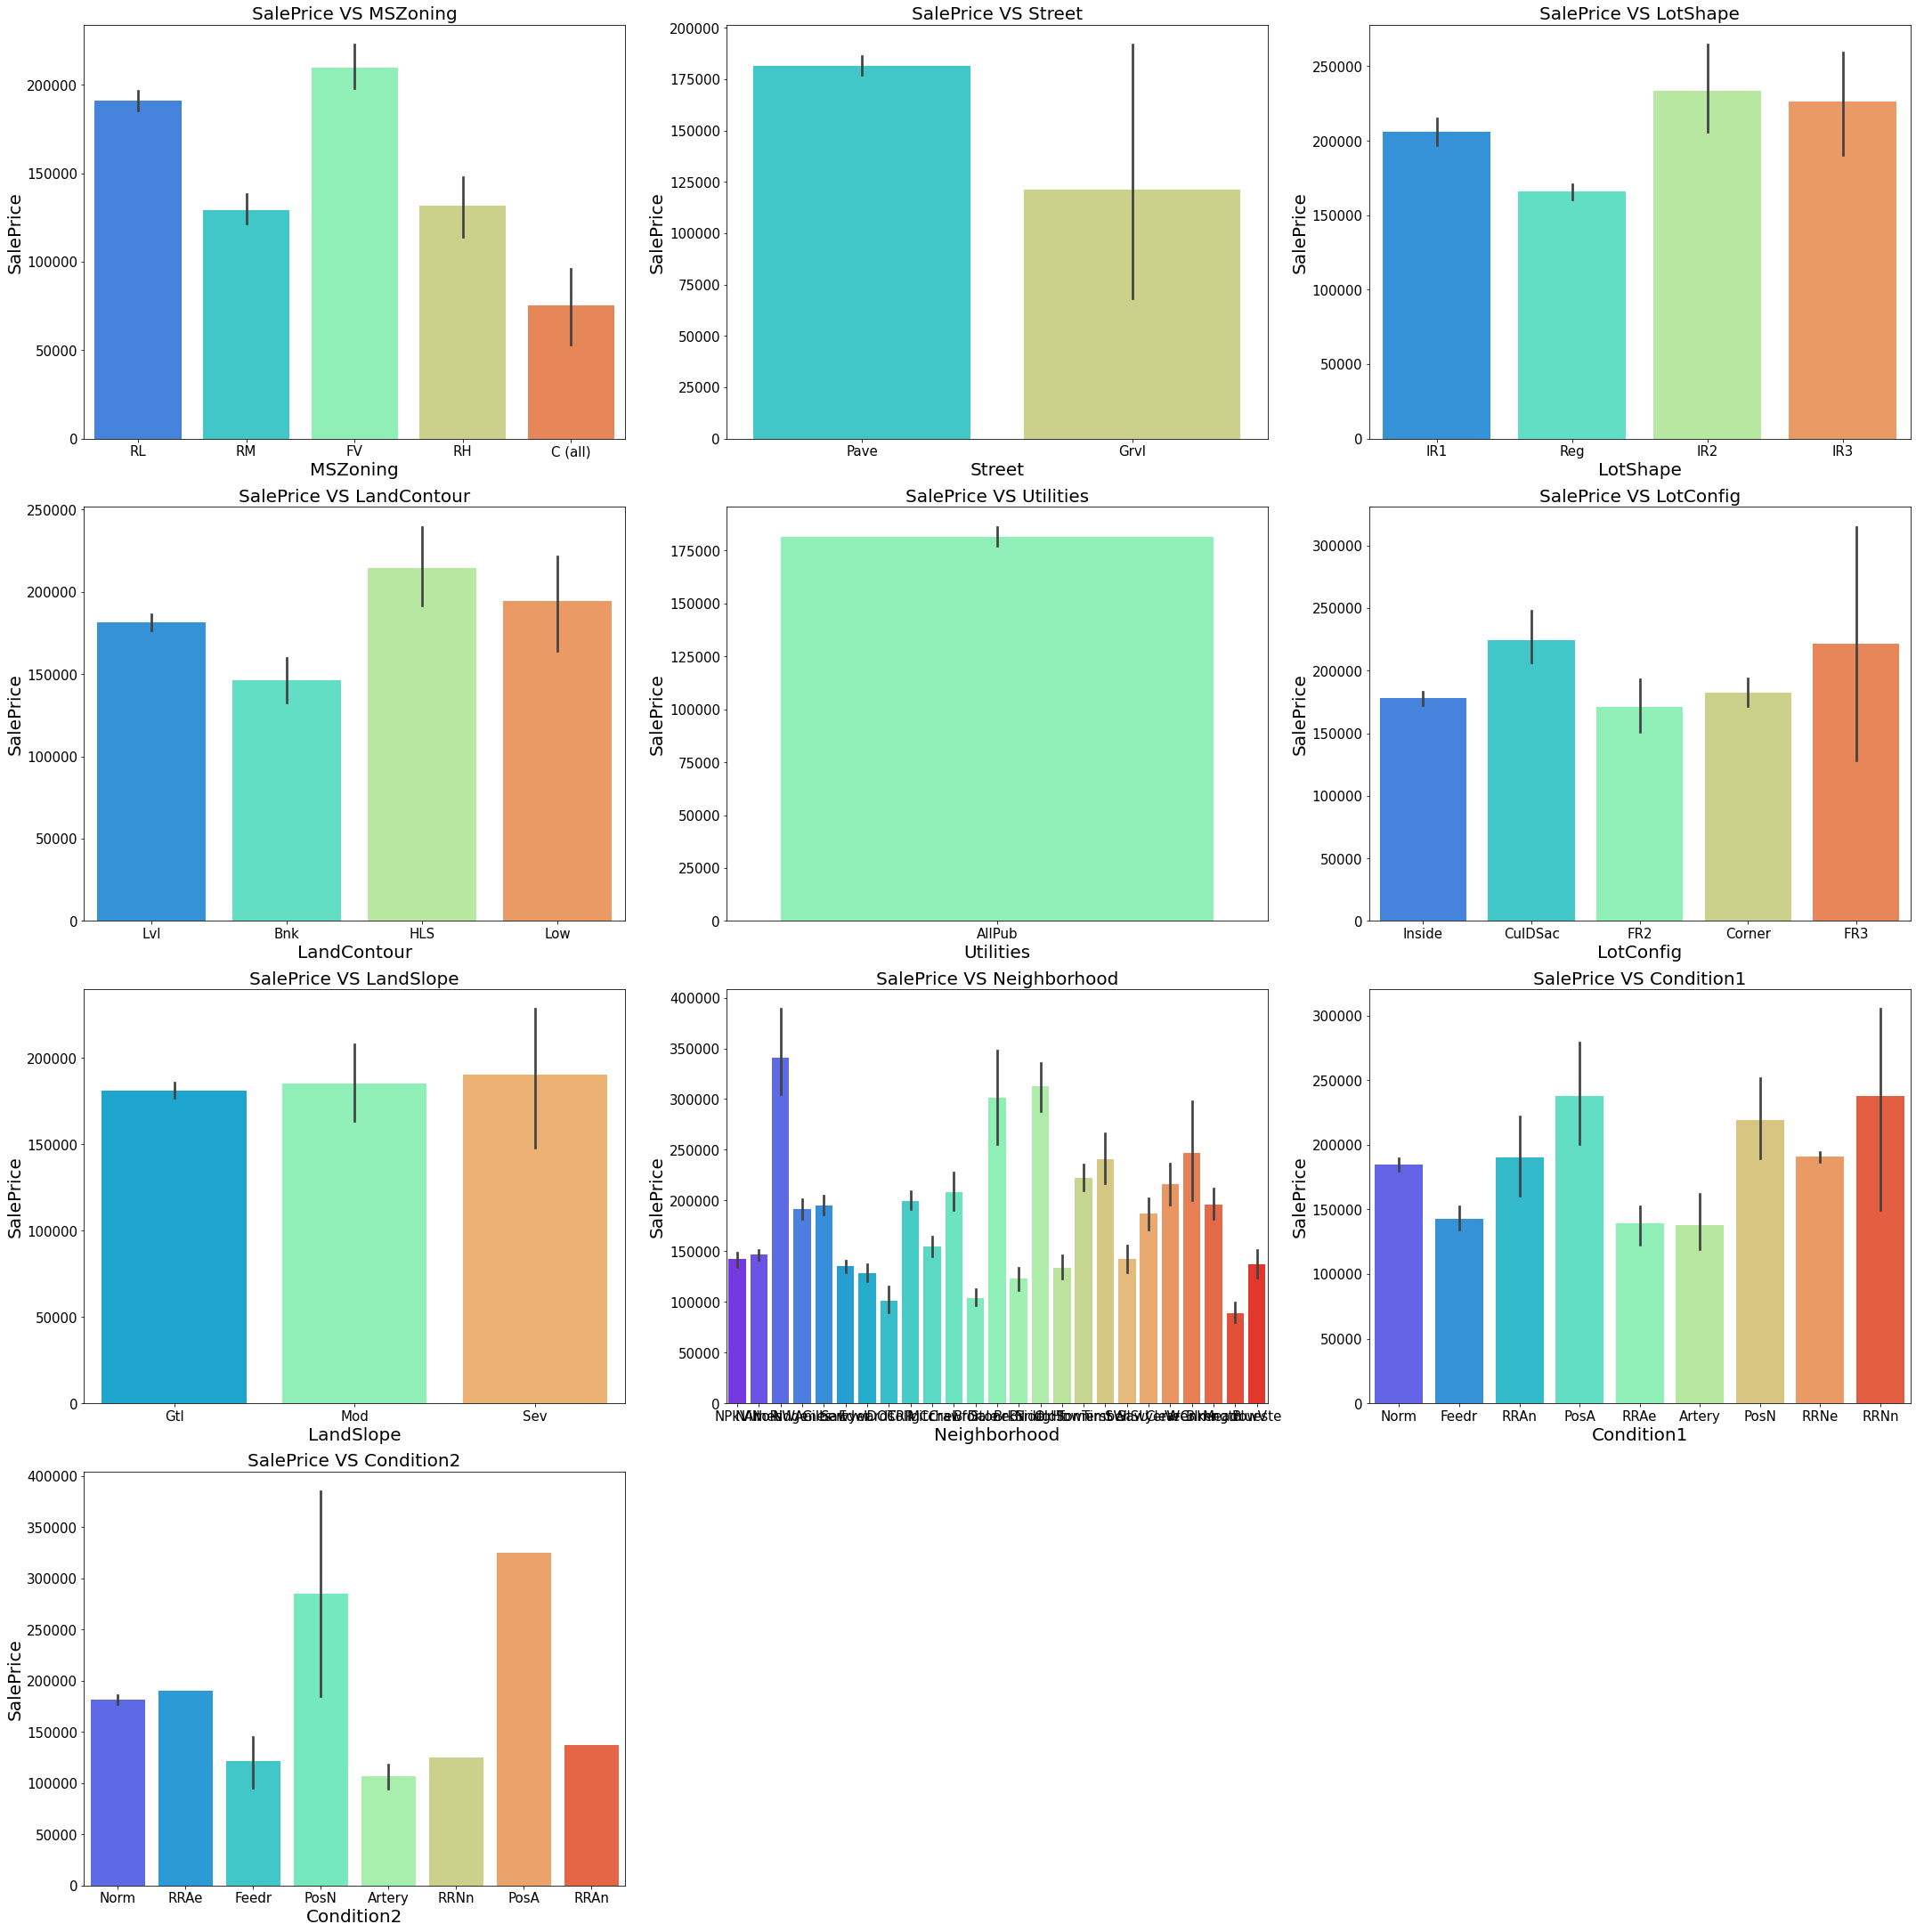 SalePrice VS MSZoning
SalePrice
200000
150000
100000
50000
0
RL RM FV RH C (all)
MSZoning
SalePrice VS Street
SalePrice
200000
175000
150000
125000
100000
75000
50000
25000
0
Pave Grvl
Street
SalePrice VS LotShape
SalePrice
250000
200000
150000
100000
50000
0
IR1 Reg IR2 IR3
LotShape
SalePrice VS LandContour
SalePrice
250000
200000
150000
100000
50000
0
Lvl Bnk HLS Low
LandContour
SalePrice VS Utilities
SalePrice
175000
150000
125000
100000
75000
50000
25000
0
AllPub
Utilities
SalePrice VS LotConfig
SalePrice
300000
250000
200000
150000
100000
50000
0
Inside CulDSac FR2 Corner FR3
LotConfig
SalePrice VS LandSlope
SalePrice
200000
150000
100000
50000
0
Gtl Mod Sev
LandSlope
SalePrice VS Neighborhood
SalePrice
400000
350000
300000
250000
200000
150000
100000
50000
0
Neighborhood
SalePrice VS Condition1
SalePrice
300000
250000
200000
150000
100000
50000
0
Norm Feedr RRAn PosA RRAe Artery PosN RRNe RRNn
Condition1
SalePrice VS Condition2
SalePrice
400000
350000
300000
250000
200000
150000
100000
50000
0
Norm RRAe Feedr PosN Artery RRNn PosA RRAn
Condition2